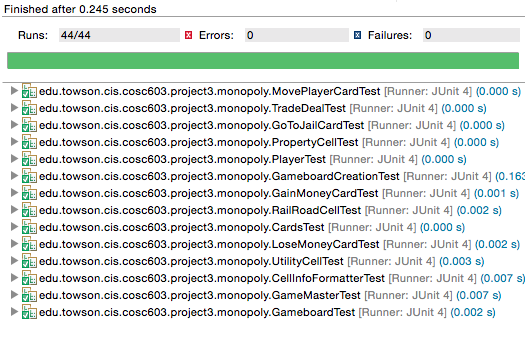 Finished after 0.245 seconds
Runs: 44/44 Errors: 0 Failures: 0
edu.towson.cis.cosc603.project3.monopoly.MovePlayerCardTest [Runner: JUnit 4] (0.000 s)
edu.towson.cis.cosc603.project3.monopoly.TradeDealTest [Runner: JUnit 4] (0.000 s)
edu.towson.cis.cosc603.project3.monopoly.GoToJailCardTest [Runner: JUnit 4] (0.000 s)
edu.towson.cis.cosc603.project3.monopoly.PropertyCellTest [Runner: JUnit 4] (0.000 s)
edu.towson.cis.cosc603.project3.monopoly.PlayerTest [Runner: JUnit 4] (0.000 s)
edu.towson.cis.cosc603.project3.monopoly.GameboardCreationTest [Runner: JUnit 4] (0.163
edu.towson.cis.cosc603.project3.monopoly.GainMoneyCardTest [Runner: JUnit 4] (0.001 s)
edu.towson.cis.cosc603.project3.monopoly.RailRoadCellTest [Runner: JUnit 4] (0.002 s)
edu.towson.cis.cosc603.project3.monopoly.CardsTest [Runner: JUnit 4] (0.000 s)
edu.towson.cis.cosc603.project3.monopoly.LoseMoneyCardTest [Runner: JUnit 4] (0.002 s)
edu.towson.cis.cosc603.project3.monopoly.UtilityCellTest [Runner: JUnit 4] (0.003 s)
edu.towson.cis.cosc603.project3.monopoly.CellInfoFormatterTest [Runner: JUnit 4] (0.007 s)
edu.towson.cis.cosc603.project3.monopoly.GameMasterTest [Runner: JUnit 4] (0.007 s)
edu.towson.cis.cosc603.project3.monopoly.GameboardTest [Runner: JUnit 4] (0.002 s)